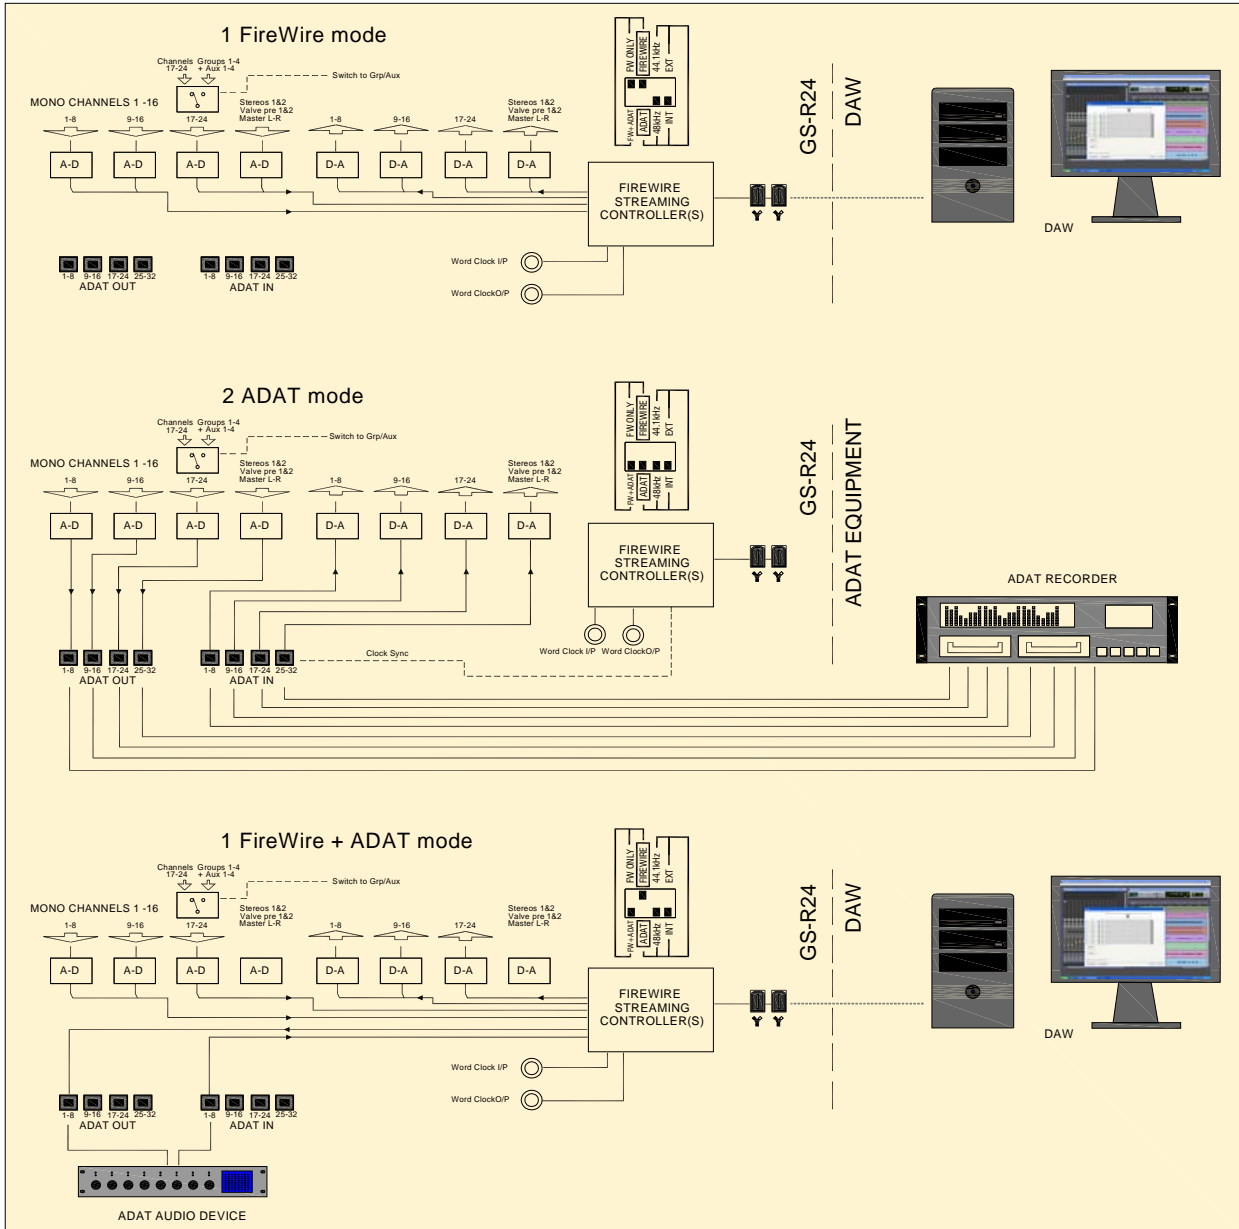 1 FireWire mode
Channels Groups 1-4
17-24 + Aux 1-4
Switch to Grp/Aux
MONO CHANNELS 1 -16
Stereos 1&2
Valve pre 1&2
Master L-R
Stereos 1&2
Valve pre 1&2
Master L-R
1-8 9-16 17-24 1-8 9-16 17-24
A-D A-D A-D A-D D-A D-A D-A D-A
FW ONLY FIREWIRE 44.1kHz EXT
FW+ADAT ADAT 48kHz INT
FIREWIRE
STREAMING
CONTROLLER(S)
GS-R24
DAW
DAW
Word Clock I/P
Word ClockO/P
1-8 9-16 17-24 25-32
ADAT OUT
1-8 9-16 17-24 25-32
ADAT IN
2 ADAT mode
Channels Groups 1-4
17-24 + Aux 1-4
Switch to Grp/Aux
MONO CHANNELS 1 -16
Stereos 1&2
Valve pre 1&2
Master L-R
Stereos 1&2
Valve pre 1&2
Master L-R
1-8 9-16 17-24 1-8 9-16 17-24
A-D A-D A-D A-D D-A D-A D-A D-A
FW ONLY FIREWIRE 44.1kHz EXT
FW+ADAT ADAT 48kHz INT
FIREWIRE
STREAMING
CONTROLLER(S)
GS-R24
ADAT EQUIPMENT
ADAT RECORDER
Word Clock I/P Word ClockO/P
Clock Sync
1-8 9-16 17-24 25-32
ADAT OUT
1-8 9-16 17-24 25-32
ADAT IN
1 FireWire + ADAT mode
Channels Groups 1-4
17-24 + Aux 1-4
Switch to Grp/Aux
MONO CHANNELS 1 -16
Stereos 1&2
Valve pre 1&2
Master L-R
Stereos 1&2
Valve pre 1&2
Master L-R
1-8 9-16 17-24 1-8 9-16 17-24
A-D A-D A-D A-D D-A D-A D-A D-A
FW ONLY FIREWIRE 44.1kHz EXT
FW+ADAT ADAT 48kHz INT
FIREWIRE
STREAMING
CONTROLLER(S)
GS-R24
DAW
DAW
Word Clock I/P
Word ClockO/P
1-8 9-16 17-24 25-32
ADAT OUT
1-8 9-16 17-24 25-32
ADAT IN
ADAT AUDIO DEVICE